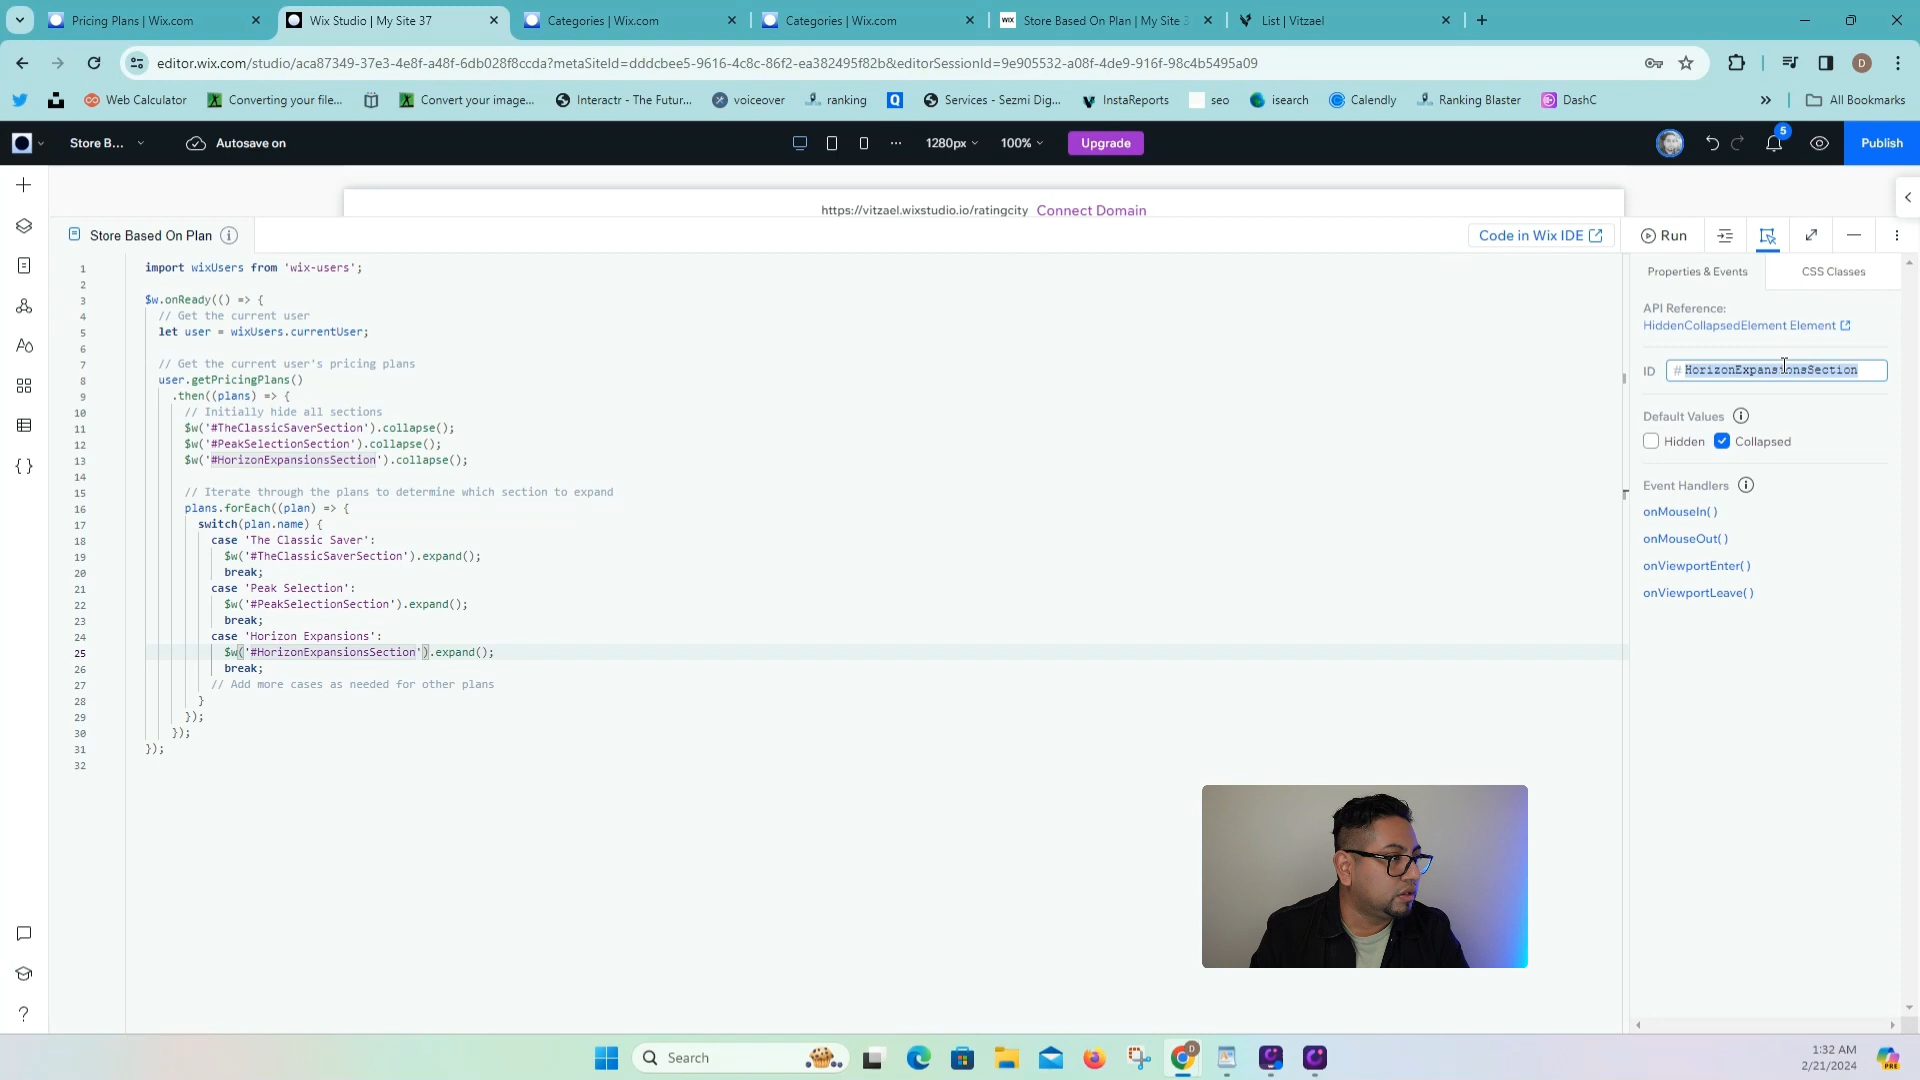 Pricing Plans | Wix.com
Wix Studio | My Site 37
Categories | Wix.com
Categories | Wix.com
WIX Store Based On Plan | My Site 3
List | Vitzael
editor.wix.com/studio/aca87349-37e3-4e8f-a48f-6db028f8ccda?metaSiteId=dddcbee5-9616-4c8c-86f2-ea382495f82b&editorSessionId=9e905532-a08f-4de9-916f-98c4b5495a09
D
Web Calculator
Converting your file...
Convert your image...
Interactr - The Futur...
voiceover
ranking
Q
Services - Sezmi Dig...
InstaReports
seo
isearch
Calendly
Ranking Blaster
DashC
»
All Bookmarks
Store B...
Autosave on
1280px
100%
Upgrade
5
Publish
https://vitzael.wixstudio.io/ratingcity Connect Domain
Store Based On Plan
Code in Wix IDE
Run
1 import wixUsers from 'wix-users';
2
3 $w.onReady(() => {
4 // Get the current user
5 let user = wixUsers.currentUser;
6
7 // Get the current user's pricing plans
8 user.getPricingPlans()
9 .then((plans) => {
10 // Initially hide all sections
11 $w('#TheClassicSaverSection').collapse();
12 $w('#PeakSelectionSection').collapse();
13 $w('#HorizonExpansionsSection').collapse();
14
15 // Iterate through the plans to determine which section to expand
16 plans.forEach((plan) => {
17 switch(plan.name) {
18 case 'The Classic Saver':
19 $w('#TheClassicSaverSection').expand();
20 break;
21 case 'Peak Selection':
22 $w('#PeakSelectionSection').expand();
23 break;
24 case 'Horizon Expansions':
25 $w('#HorizonExpansionsSection').expand();
26 break;
27 // Add more cases as needed for other plans
28 }
29 });
30 });
31 });
32
Properties & Events
CSS Classes
API Reference:
HiddenCollapsedElement Element
ID # HorizonExpansionsSection
Default Values
Hidden
Collapsed
Event Handlers
onMouseIn( )
onMouseOut( )
onViewportEnter( )
onViewportLeave( )
Search
D
1:32 AM
2/21/2024
PRE